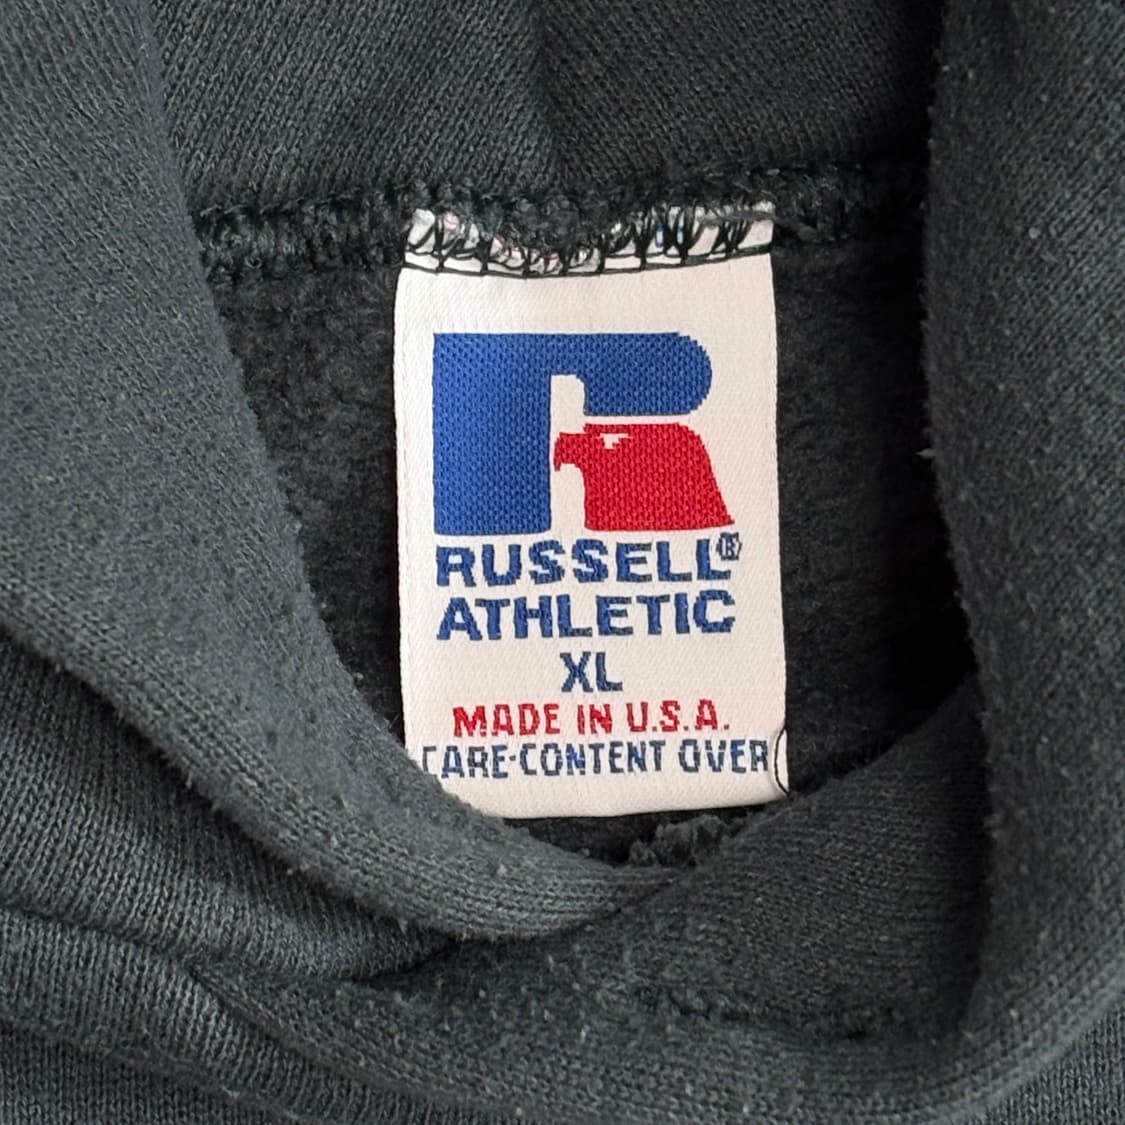 RUSSELL®
ATHLETIC
XL
MADE IN U.S.A.
CARE·CONTENT OVER